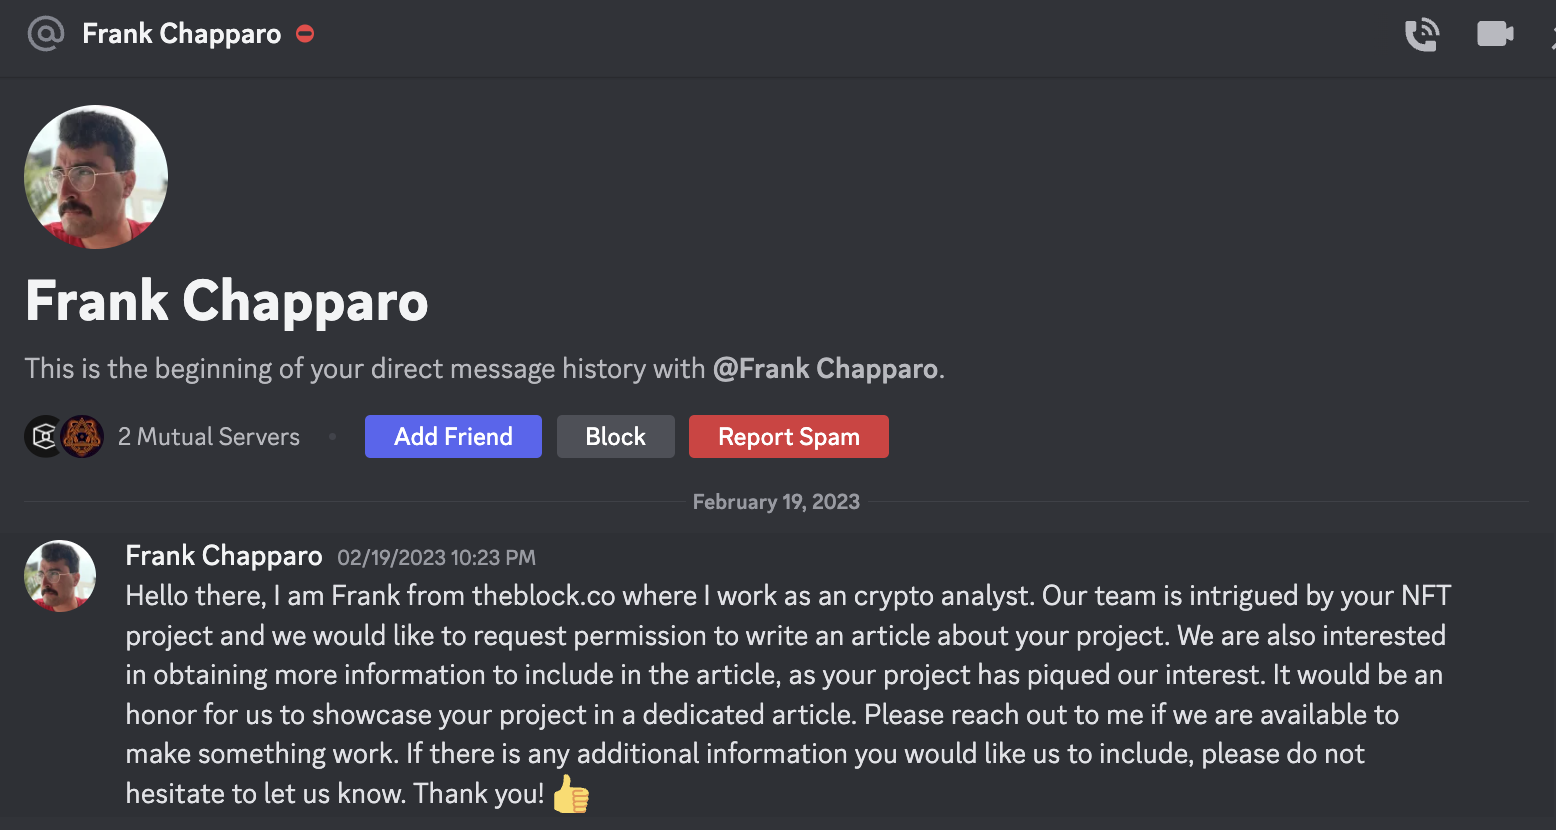 Frank Chapparo
Frank Chapparo
This is the beginning of your direct message history with @Frank Chapparo.
2 Mutual Servers
Add Friend
Block
Report Spam
February 19, 2023
Frank Chapparo 02/19/2023 10:23 PM
Hello there, I am Frank from theblock.co where I work as an crypto analyst. Our team is intrigued by your NFT
project and we would like to request permission to write an article about your project. We are also interested
in obtaining more information to include in the article, as your project has piqued our interest. It would be an
honor for us to showcase your project in a dedicated article. Please reach out to me if we are available to
make something work. If there is any additional information you would like us to include, please do not
hesitate to let us know. Thank you! 👍